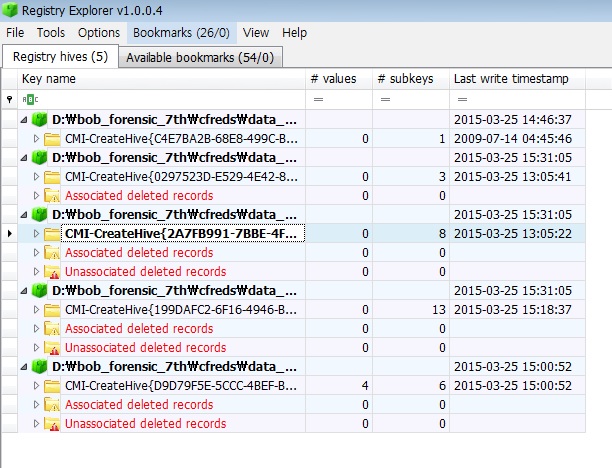 Registry Explorer v1.0.0.4
File Tools Options Bookmarks (26/0) View Help
Registry hives (5) Available bookmarks (54/0)
Key name # values # subkeys Last write timestamp
= = =
D:₩bob_forensic_7th₩cfreds₩data_... 2015-03-25 14:46:37
CMI-CreateHive{C4E7BA2B-68E8-499C-B... 0 1 2009-07-14 04:45:46
D:₩bob_forensic_7th₩cfreds₩data_... 2015-03-25 15:31:05
CMI-CreateHive{0297523D-E529-4E42-8... 0 3 2015-03-25 13:05:41
Associated deleted records 0 0
D:₩bob_forensic_7th₩cfreds₩data_... 2015-03-25 15:31:05
CMI-CreateHive{2A7FB991-7BBE-4F... 0 8 2015-03-25 13:05:22
Associated deleted records 0 0
Unassociated deleted records 0 0
D:₩bob_forensic_7th₩cfreds₩data_... 2015-03-25 15:31:05
CMI-CreateHive{199DAFC2-6F16-4946-B... 0 13 2015-03-25 15:18:37
Associated deleted records 0 0
Unassociated deleted records 0 0
D:₩bob_forensic_7th₩cfreds₩data_... 2015-03-25 15:00:52
CMI-CreateHive{D9D79F5E-5CCC-4BEF-B... 4 6 2015-03-25 15:00:52
Associated deleted records 0 0
Unassociated deleted records 0 0